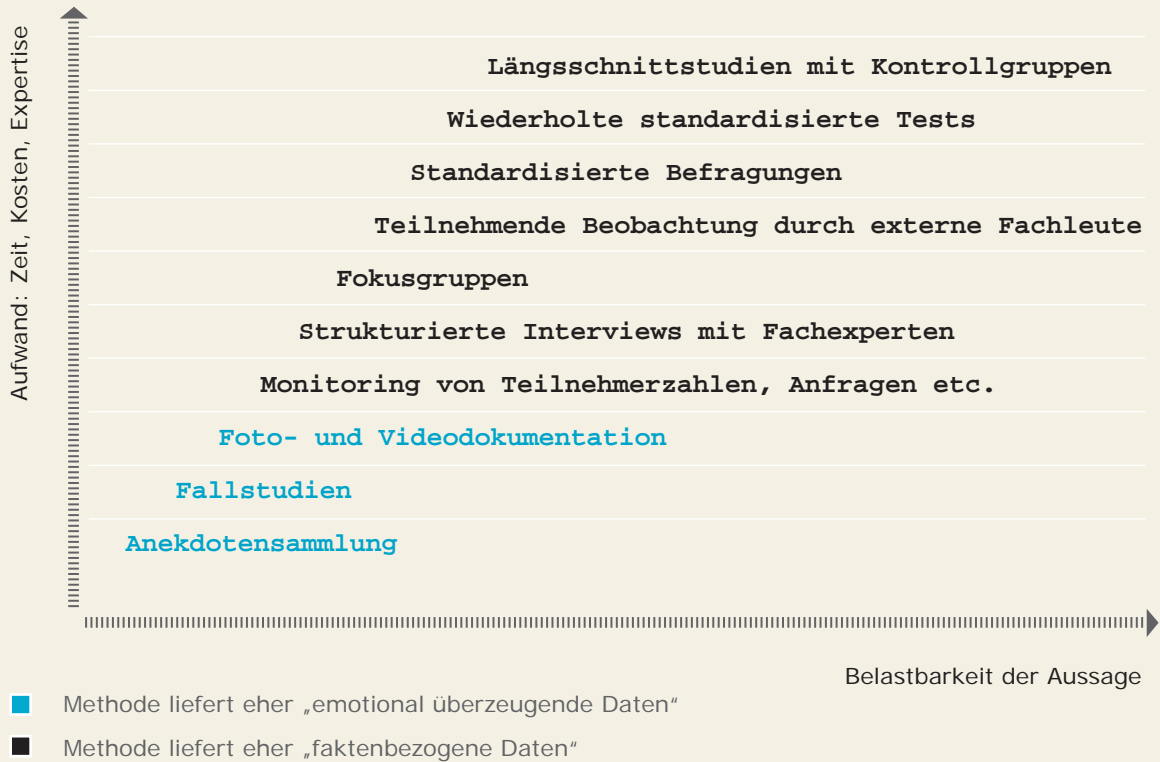 Aufwand: Zeit, Kosten, Expertise
Längsschnittstudien mit Kontrollgruppen
Wiederholte standardisierte Tests
Standardisierte Befragungen
Teilnehmende Beobachtung durch externe Fachleute
Fokusgruppen
Strukturierte Interviews mit Fachexperten
Monitoring von Teilnehmerzahlen, Anfragen etc.
Foto- und Videodokumentation
Fallstudien
Anekdotensammlung
Belastbarkeit der Aussage
Methode liefert eher „emotional überzeugende Daten“
Methode liefert eher „faktenbezogene Daten“